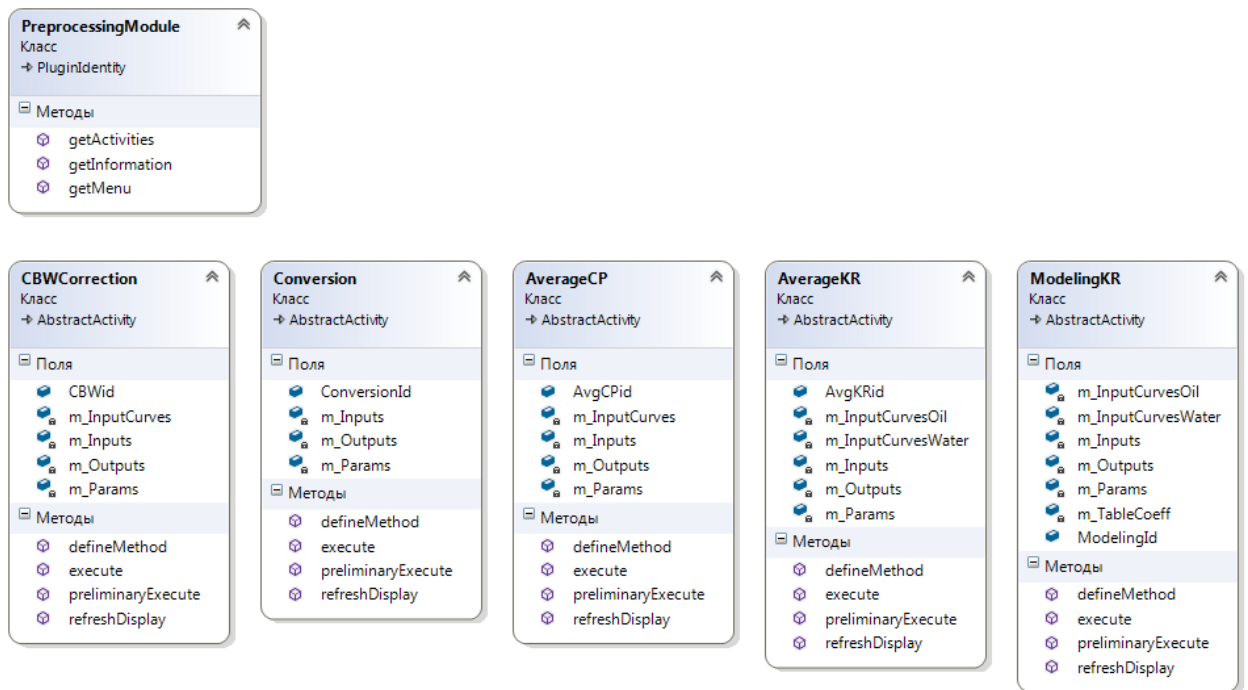 PreprocessingModule
Класс
PluginIdentity
Методы
getActivities
getInformation
getMenu
CBWCorrection
Класс
AbstractActivity
Поля
CBWid
m_InputCurves
m_Inputs
m_Outputs
m_Params
Методы
defineMethod
execute
preliminaryExecute
refreshDisplay
Conversion
Класс
AbstractActivity
Поля
ConversionId
m_Inputs
m_Outputs
m_Params
Методы
defineMethod
execute
preliminaryExecute
refreshDisplay
AverageCP
Класс
AbstractActivity
Поля
AvgCPid
m_InputCurves
m_Inputs
m_Outputs
m_Params
Методы
defineMethod
execute
preliminaryExecute
refreshDisplay
AverageKR
Класс
AbstractActivity
Поля
AvgKRid
m_InputCurvesOil
m_InputCurvesWater
m_Inputs
m_Outputs
m_Params
Методы
defineMethod
execute
preliminaryExecute
refreshDisplay
ModelingKR
Класс
AbstractActivity
Поля
m_InputCurvesOil
m_InputCurvesWater
m_Inputs
m_Outputs
m_Params
m_TableCoeff
ModelingId
Методы
defineMethod
execute
preliminaryExecute
refreshDisplay